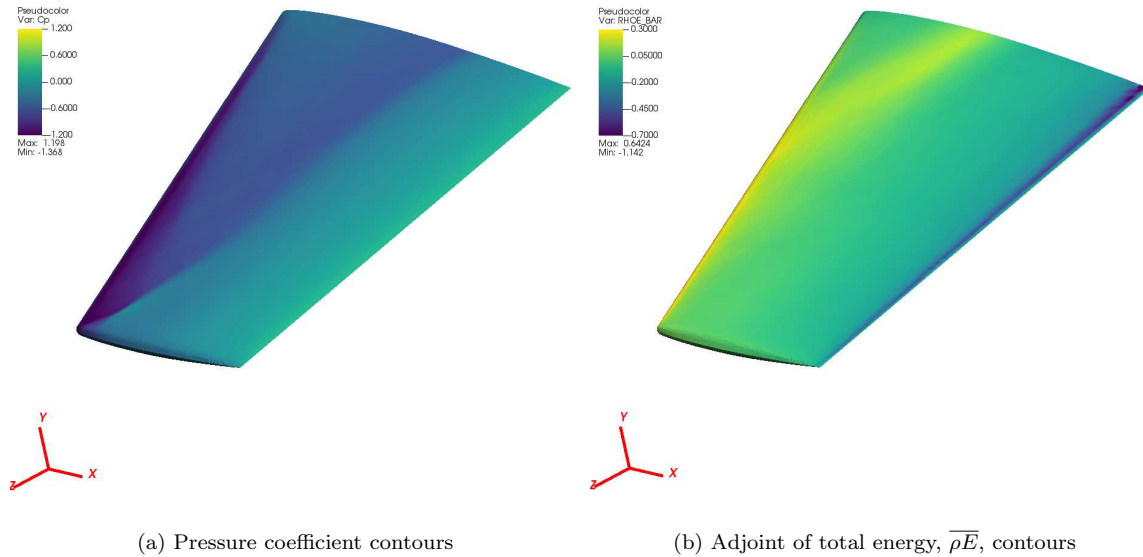 Pseudocolor
Var: Cp
1.200
0.6000
0.000
-0.6000
-1.200
Max: 1.198
Min: -1.368
Y
X
Z
Pseudocolor
Var: RHOE_BAR
0.3000
0.05000
-0.2000
-0.4500
-0.7000
Max: 0.6424
Min: -1.142
Y
X
Z
(a) Pressure coefficient contours
(b) Adjoint of total energy, $\overline{\rho E}$, contours